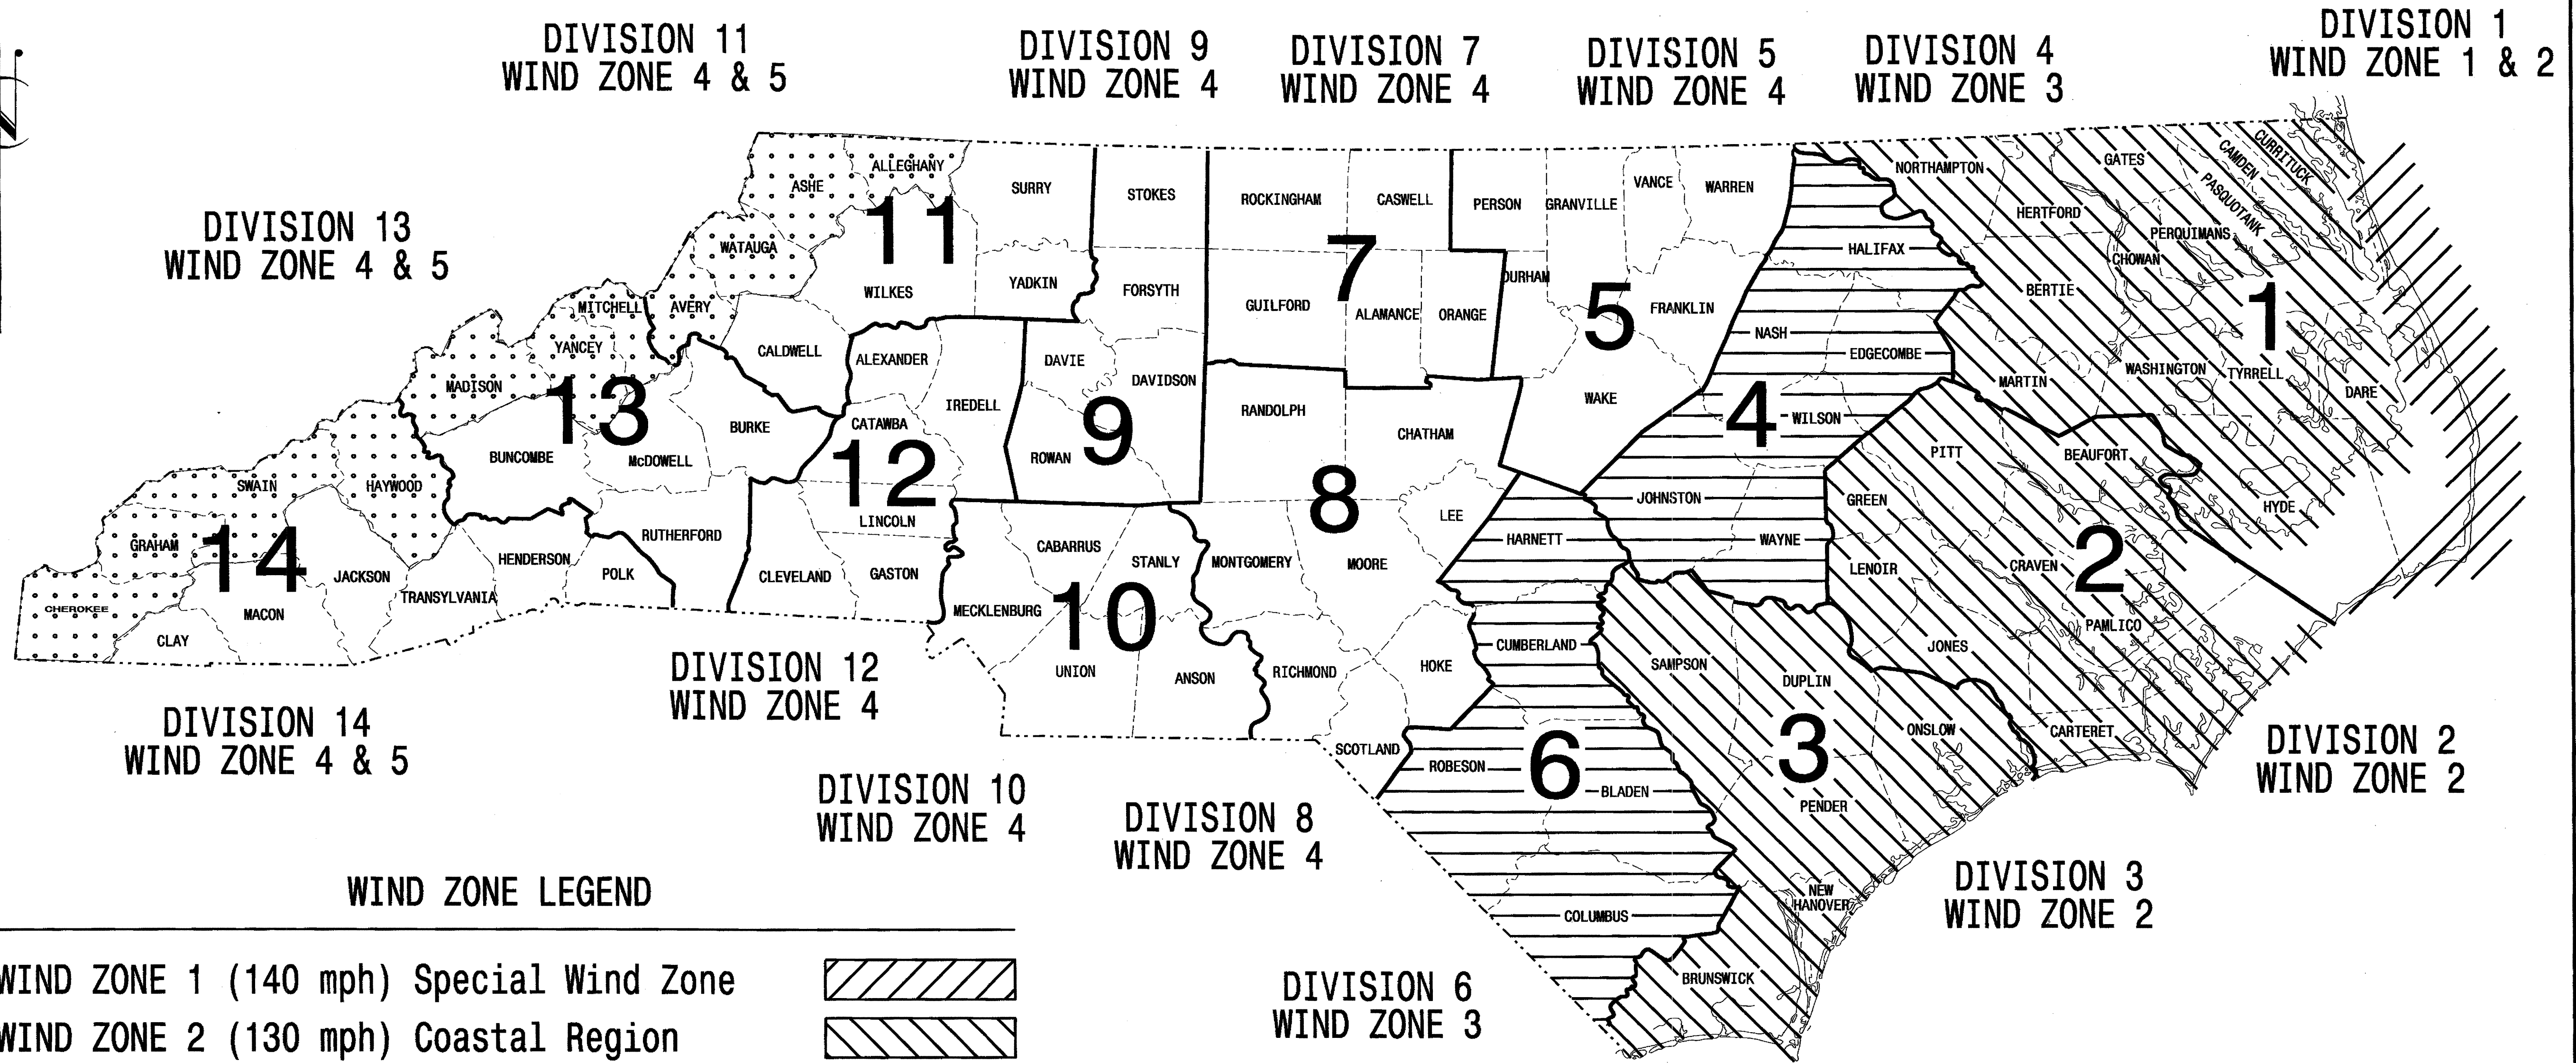 DIVISION 11
WIND ZONE 4 & 5
DIVISION 9
WIND ZONE 4
DIVISION 7
WIND ZONE 4
DIVISION 5
WIND ZONE 4
DIVISION 4
WIND ZONE 3
DIVISION 1
WIND ZONE 1 & 2
DIVISION 13
WIND ZONE 4 & 5
ASHE
ALLEGHANY
SURRY
WATAUGA
11
WILKES
YADKIN
AVERY
CALDWELL
STOKES
FORSYTH
DAVIE
DAVIDSON
9
ROWAN
ROCKINGHAM
CASWELL
7
GUILFORD
ALAMANCE
ORANGE
PERSON
GRANVILLE
VANCE
WARREN
DURHAM
5
FRANKLIN
WAKE
HALIFAX
NASH
EDGECOMBE
4
WILSON
JOHNSTON
WAYNE
NORTHAMPTON
GATES
CAMDEN
CURRITUCK
PASQUOTANK
HERTFORD
PERQUIMANS
CHOWAN
BERTIE
1
MARTIN
WASHINGTON
TYRRELL
DARE
HYDE
MITCHELL
YANCEY
MADISON
13
BUNCOMBE
McDOWELL
BURKE
RUTHERFORD
ALEXANDER
IREDELL
CATAWBA
12
LINCOLN
CLEVELAND
GASTON
SWAIN
HAYWOOD
GRAHAM
14
CHEROKEE
CLAY
MACON
JACKSON
TRANSYLVANIA
HENDERSON
POLK
CABARRUS
STANLY
MECKLENBURG
10
UNION
ANSON
RANDOLPH
CHATHAM
8
LEE
MONTGOMERY
MOORE
RICHMOND
HOKE
SCOTLAND
HARNETT
CUMBERLAND
ROBESON
6
BLADEN
COLUMBUS
PITT
BEAUFORT
GREEN
LENOIR
CRAVEN
2
PAMLICO
JONES
CARTERET
SAMPSON
DUPLIN
ONSLOW
3
PENDER
NEW
HANOVER
BRUNSWICK
DIVISION 14
WIND ZONE 4 & 5
DIVISION 12
WIND ZONE 4
DIVISION 10
WIND ZONE 4
DIVISION 8
WIND ZONE 4
DIVISION 6
WIND ZONE 3
DIVISION 3
WIND ZONE 2
DIVISION 2
WIND ZONE 2
WIND ZONE LEGEND
WIND ZONE 1 (140 mph) Special Wind Zone
WIND ZONE 2 (130 mph) Coastal Region